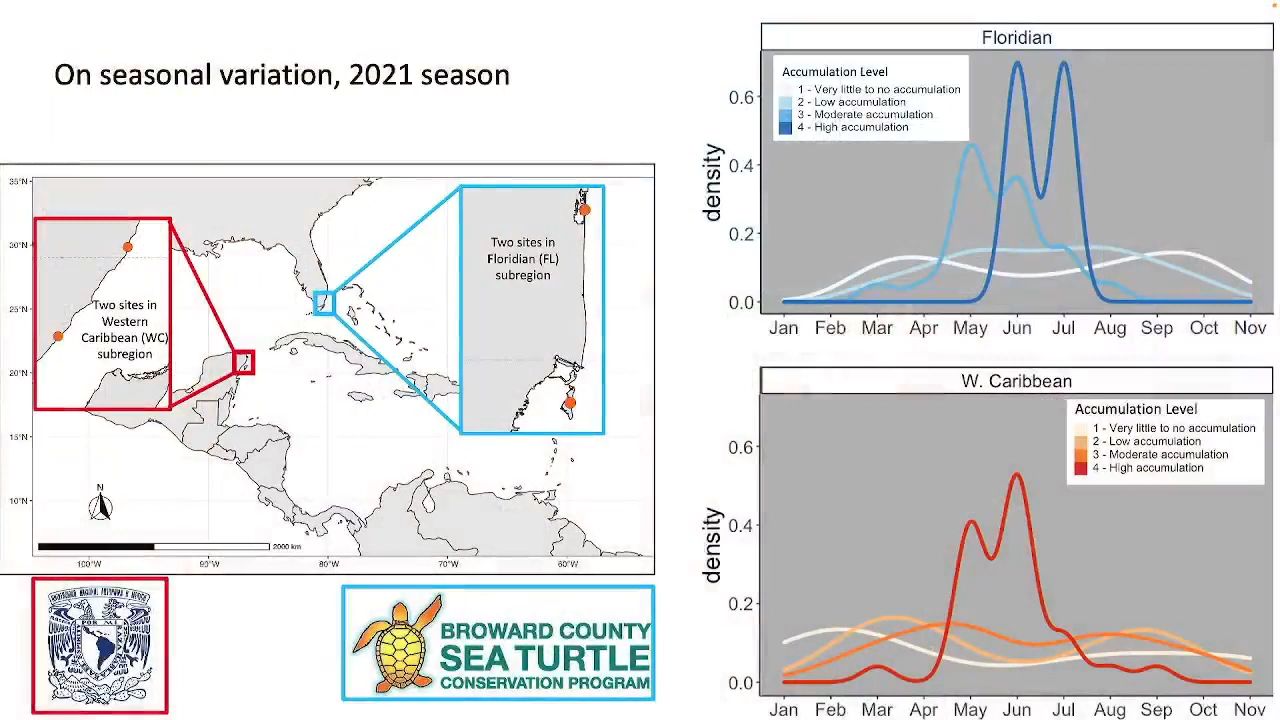 On seasonal variation, 2021 season
35°N
30°N
25°N
20°N
15°N
10°N
100°W
90°W
80°W
70°W
60°W
Two sites in
Western
Caribbean (WC)
subregion
Two sites in
Floridian (FL)
subregion
N
2000 km
POR MI
BROWARD COUNTY
SEA TURTLE
CONSERVATION PROGRAM
Floridian
Accumulation Level
1 - Very little to no accumulation
2 - Low accumulation
3 - Moderate accumulation
4 - High accumulation
density
0.6
0.4
0.2
0.0
Jan Feb Mar Apr May Jun Jul Aug Sep Oct Nov
W. Caribbean
Accumulation Level
1 - Very little to no accumulation
2 - Low accumulation
3 - Moderate accumulation
4 - High accumulation
density
0.6
0.4
0.2
0.0
Jan Feb Mar Apr May Jun Jul Aug Sep Oct Nov